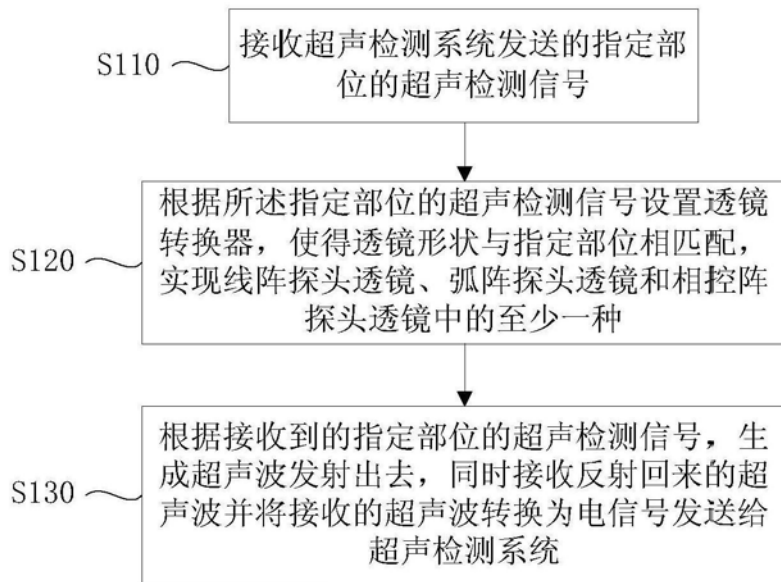 S110
接收超声检测系统发送的指定部
位的超声检测信号
S120
根据所述指定部位的超声检测信号设置透镜
转换器，使得透镜形状与指定部位相匹配，
实现线阵探头透镜、弧阵探头透镜和相控阵
探头透镜中的至少一种
S130
根据接收到的指定部位的超声检测信号，生
成超声波发射出去，同时接收反射回来的超
声波并将接收的超声波转换为电信号发送给
超声检测系统